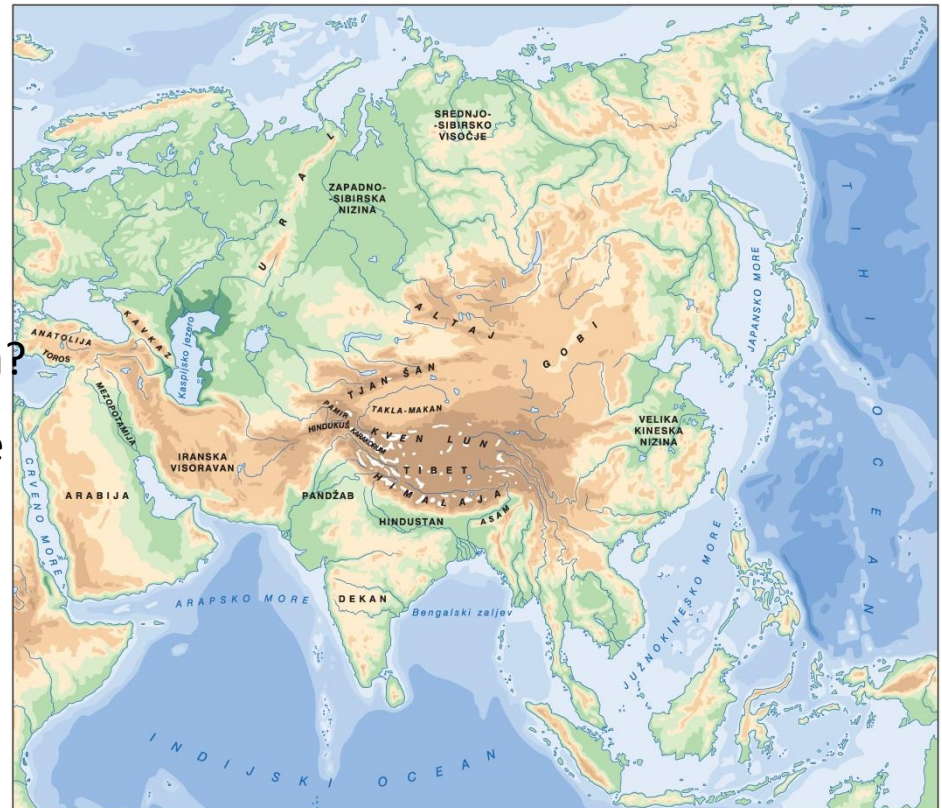 SREDNJO-
-SIBIRSKO
VISOČJE
URAL
ZAPADNO-
-SIBIRSKA
NIZINA
TIHI OCEAN
JAPANSKO MORE
ALTAJ
GOBI
KAVKAZ
Kaspijsko jezero
ANATOLIJA
TOROS
?
MEZOPOTAMIJA
TJAN ŠAN
TAKLA-MAKAN
PAMIR
HINDUKUŠ
KARAKORUM
KVEN LUN
VELIKA
KINESKA
NIZINA
e
IRANSKA
VISORAVAN
TIBET
HIMALAJA
CRVENO MORE
ARABIJA
PANDŽAB
HINDUSTAN
ASAM
ARAPSKO MORE
DEKAN
Bengalski zaljev
JUŽNOKINESKO MORE
INDIJSKI OCEAN